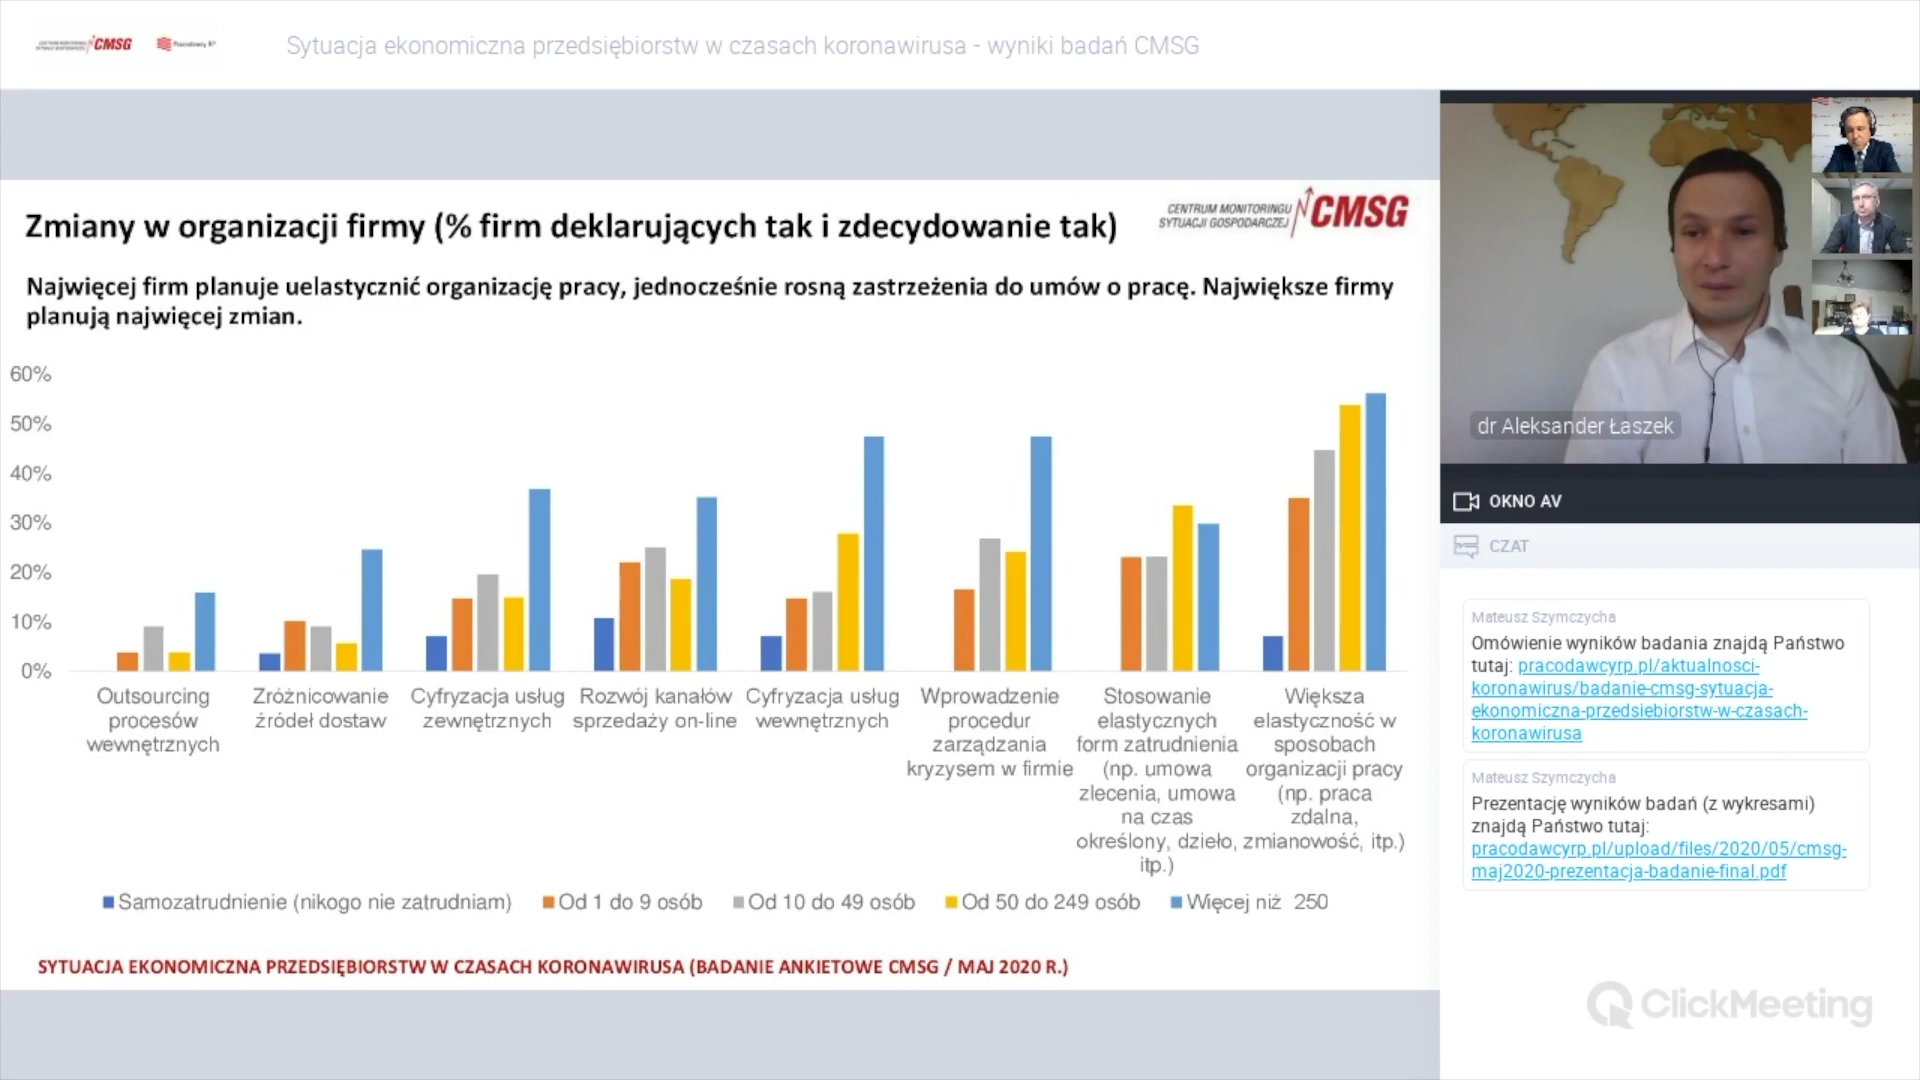 CMSG
Pracodawcy RP
Sytuacja ekonomiczna przedsiębiorstw w czasach koronawirusa - wyniki badań CMSG
Zmiany w organizacji firmy (% firm deklarujących tak i zdecydowanie tak)
CENTRUM MONITORINGU
SYTUACJI GOSPODARCZEJ
CMSG
Najwięcej firm planuje uelastycznić organizację pracy, jednocześnie rosną zastrzeżenia do umów o pracę. Największe firmy
planują najwięcej zmian.
60%
50%
40%
30%
20%
10%
0%
Outsourcing
procesów
wewnętrznych
Zróżnicowanie
źródeł dostaw
Cyfryzacja usług
zewnętrznych
Rozwój kanałów
sprzedaży on-line
Cyfryzacja usług
wewnętrznych
Wprowadzenie
procedur
zarządzania
kryzysem w firmie
Stosowanie
elastycznych
form zatrudnienia
(np. umowa
zlecenia, umowa
na czas
określony, dzieło,
itp.)
Większa
elastyczność w
sposobach
organizacji pracy
(np. praca
zdalna,
zmianowość, itp.)
Samozatrudnienie (nikogo nie zatrudniam)
Od 1 do 9 osób
Od 10 do 49 osób
Od 50 do 249 osób
Więcej niż 250
SYTUACJA EKONOMICZNA PRZEDSIĘBIORSTW W CZASACH KORONAWIRUSA (BADANIE ANKIETOWE CMSG / MAJ 2020 R.)
dr Aleksander Łaszek
OKNO AV
CZAT
Mateusz Szymczycha
Omówienie wyników badania znajdą Państwo
tutaj: pracodawcyrp.pl/aktualnosci-
koronawirus/badanie-cmsg-sytuacja-
ekonomiczna-przedsiebiorstw-w-czasach-
koronawirusa
Mateusz Szymczycha
Prezentację wyników badań (z wykresami)
znajdą Państwo tutaj:
pracodawcyrp.pl/upload/files/2020/05/cmsg-
maj2020-prezentacja-badanie-final.pdf
ClickMeeting